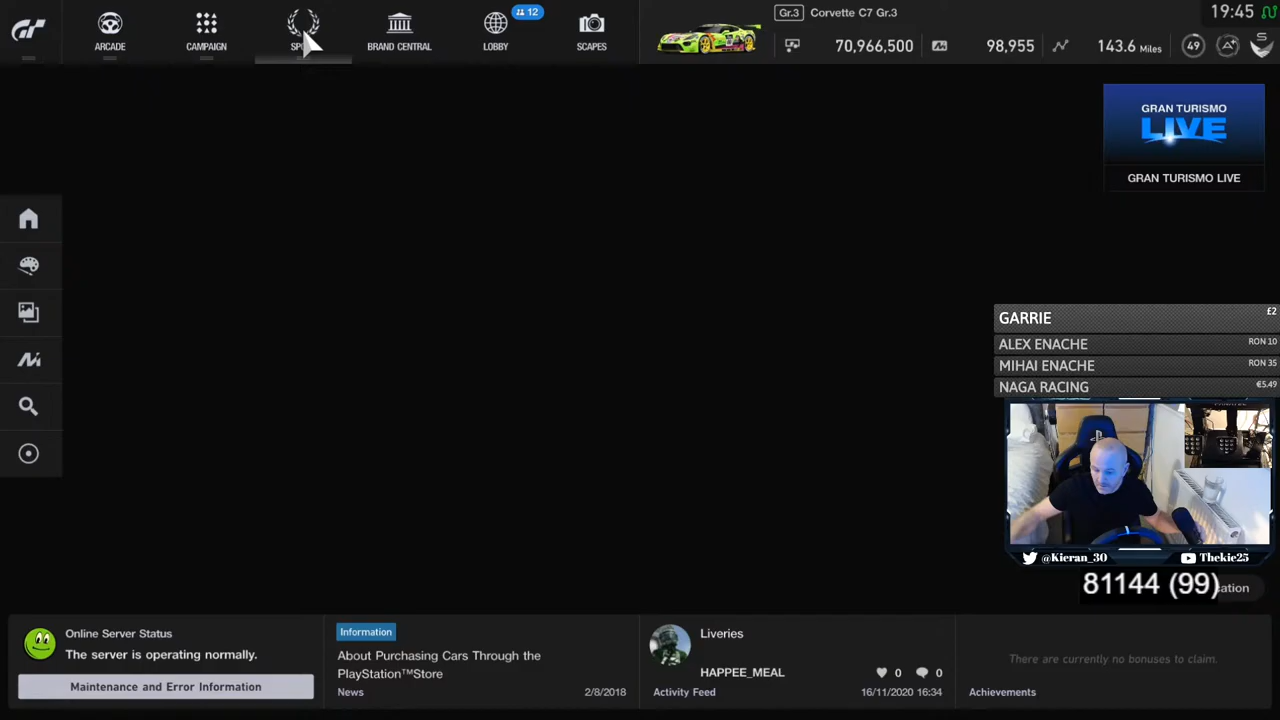 GT
ARCADE
CAMPAIGN
BRAND CENTRAL
LOBBY
12
SCAPES
Gr.3 Corvette C7 Gr.3
70,966,500
98,955
143.6 Miles
49
A+
S
19:45
GRAN TURISMO
LIVE
GRAN TURISMO LIVE
GARRIE £2
ALEX ENACHE RON 10
MIHAI ENACHE RON 35
NAGA RACING €5.49
@Kieran_30
Thekie25
81144 (99)
Online Server Status
The server is operating normally.
Maintenance and Error Information
Information
About Purchasing Cars Through the
PlayStation™Store
News 2/8/2018
Liveries
HAPPEE_MEAL
0 0
Activity Feed 16/11/2020 16:34
There are currently no bonuses to claim.
Achievements